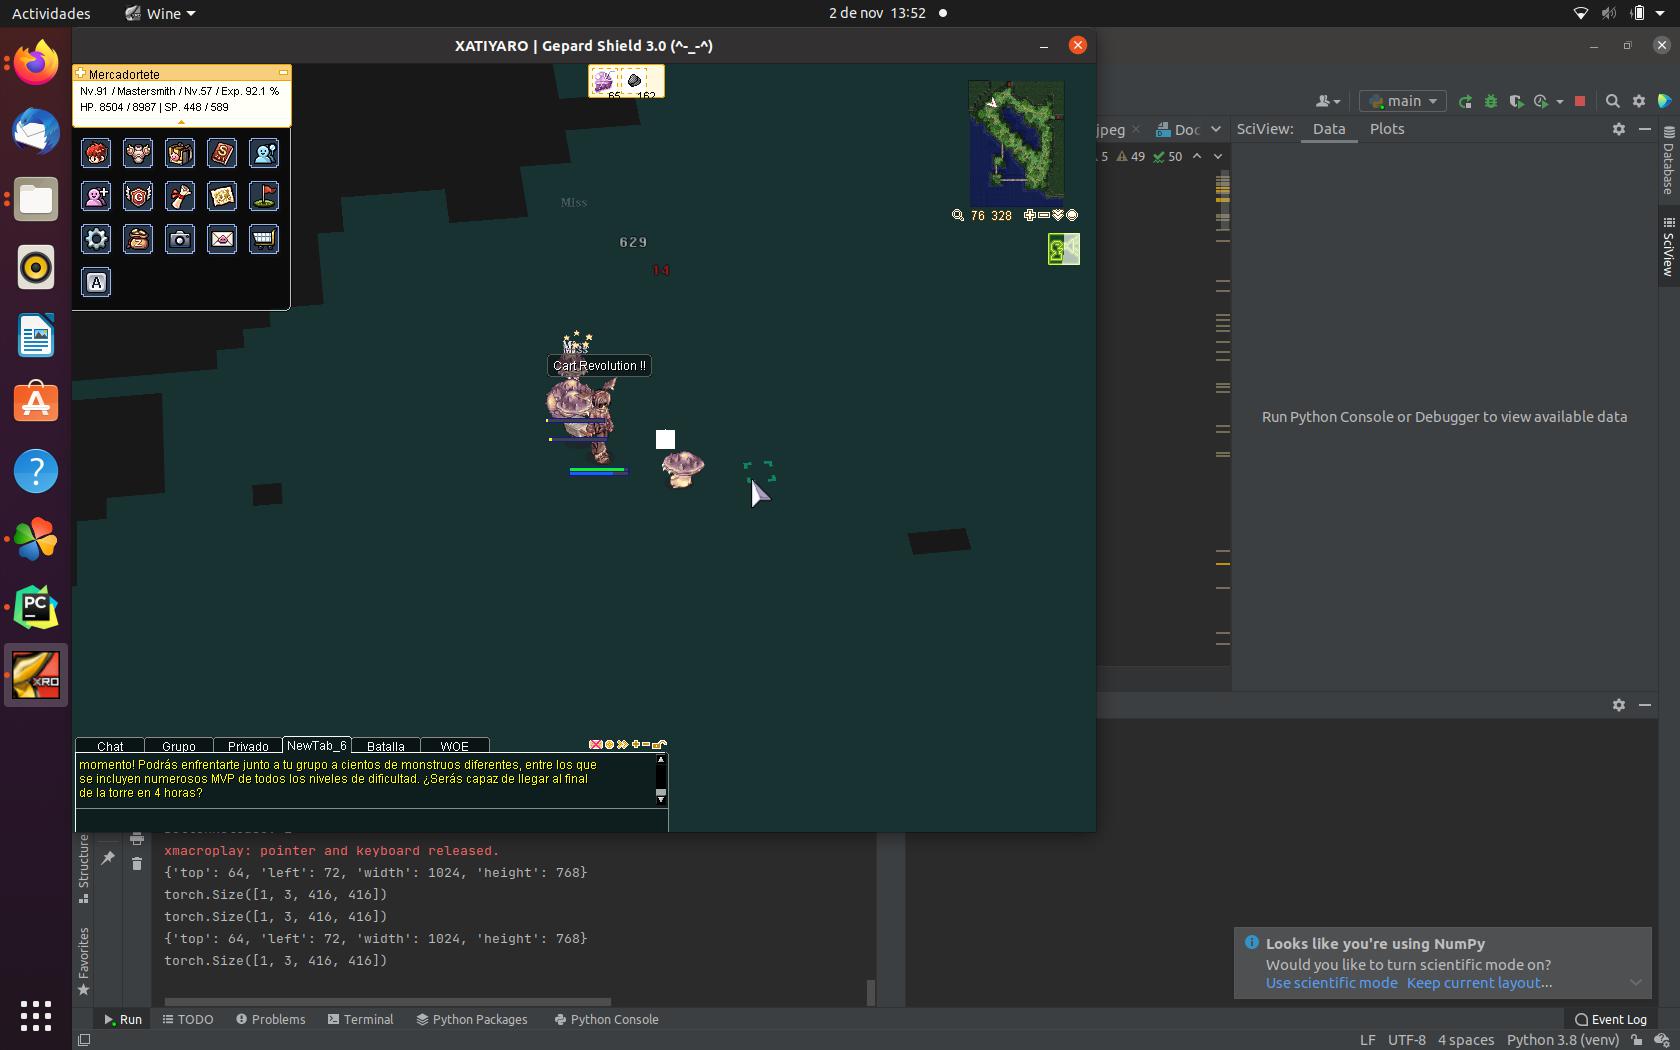 Actividades
Wine
2 de nov 13:52
XATIYARO | Gepard Shield 3.0 (^-_-^)
Mercadortete
Nv.91 / Mastersmith / Nv.57 / Exp. 92.1 %
HP. 8504 / 8987 | SP. 448 / 589
65
162
G
S
A
76 328
Miss
629
14
Miss
Cart Revolution !!
main
jpeg
Doc
SciView:
Data
Plots
5
49
50
Run Python Console or Debugger to view available data
Database
SciView
PC
XRO
Chat
Grupo
Privado
NewTab_6
Batalla
WOE
momento! Podrás enfrentarte junto a tu grupo a cientos de monstruos diferentes, entre los que
se incluyen numerosos MVP de todos los niveles de dificultad. ¿Serás capaz de llegar al final
de la torre en 4 horas?
Structure
Favorites
xmacroplay: pointer and keyboard released.
{'top': 64, 'left': 72, 'width': 1024, 'height': 768}
torch.Size([1, 3, 416, 416])
torch.Size([1, 3, 416, 416])
{'top': 64, 'left': 72, 'width': 1024, 'height': 768}
torch.Size([1, 3, 416, 416])
Looks like you're using NumPy
Would you like to turn scientific mode on?
Use scientific mode Keep current layout...
Run
TODO
Problems
Terminal
Python Packages
Python Console
Event Log
LF UTF-8 4 spaces Python 3.8 (venv)